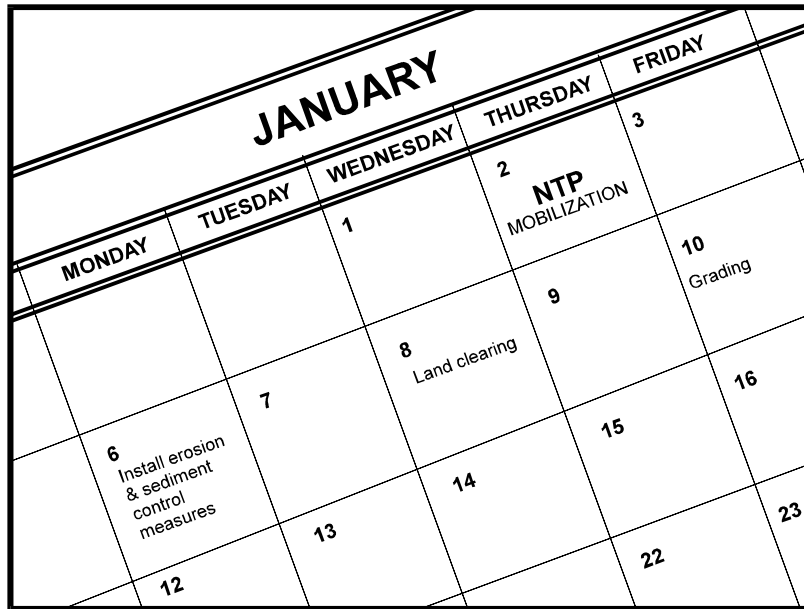 JANUARY
MONDAY
TUESDAY
WEDNESDAY
THURSDAY
FRIDAY
1
2
NTP
MOBILIZATION
3
6
Install erosion
& sediment
control
measures
7
8
Land clearing
9
10
Grading
12
13
14
15
16
22
23